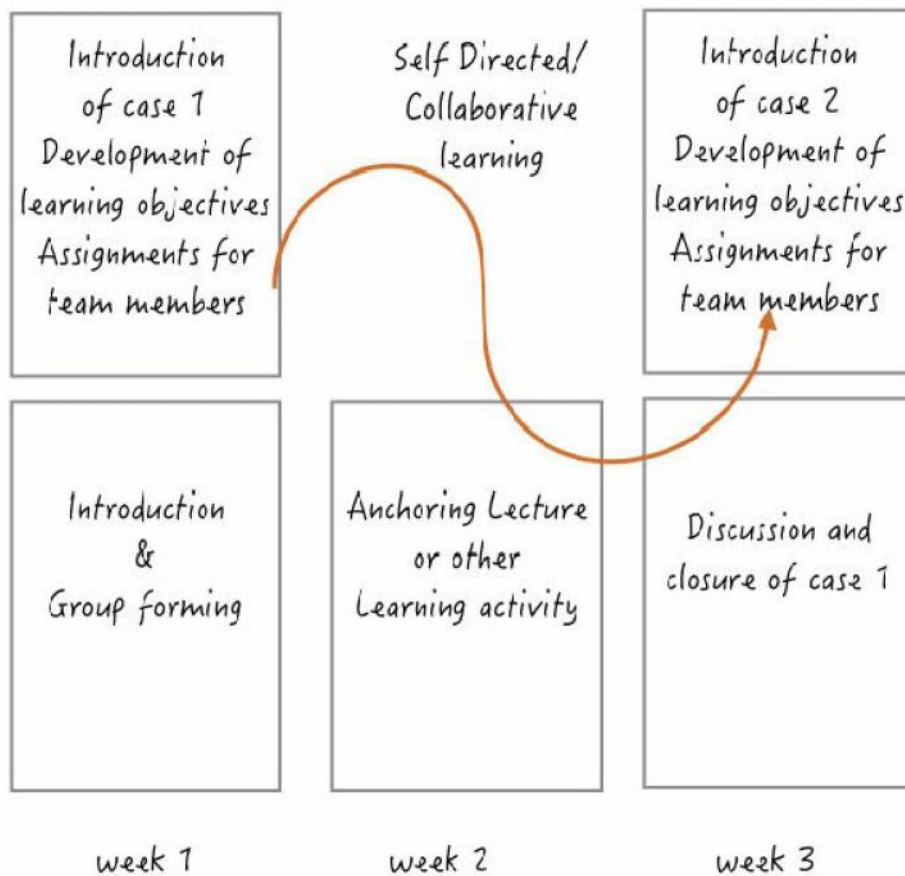 Introduction
of case 1
Development of
learning objectives
Assignments for
team members
Self Directed/
Collaborative
learning
Introduction
of case 2
Development of
learning objectives
Assignments for
team members
Introduction
&
Group forming
Anchoring Lecture
or other
Learning activity
Discussion and
closure of case 1
week 1
week 2
week 3